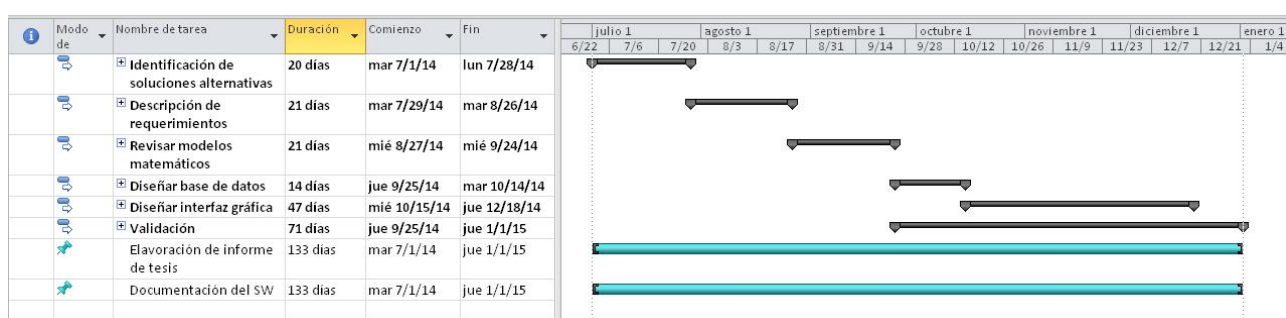 Modo de
Nombre de tarea
Duración
Comienzo
Fin
julio 1
agosto 1
septiembre 1
octubre 1
noviembre 1
diciembre 1
enero 1
6/22
7/6
7/20
8/3
8/17
8/31
9/14
9/28
10/12
10/26
11/9
11/23
12/7
12/21
1/4
Identificación de
soluciones alternativas
20 días
mar 7/1/14
lun 7/28/14
Descripción de
requerimientos
21 días
mar 7/29/14
mar 8/26/14
Revisar modelos
matemáticos
21 días
mié 8/27/14
mié 9/24/14
Diseñar base de datos
14 días
jue 9/25/14
mar 10/14/14
Diseñar interfaz gráfica
47 días
mié 10/15/14
jue 12/18/14
Validación
71 días
jue 9/25/14
jue 1/1/15
Elavoración de informe
de tesis
133 días
mar 7/1/14
jue 1/1/15
Documentación del SW
133 días
mar 7/1/14
jue 1/1/15